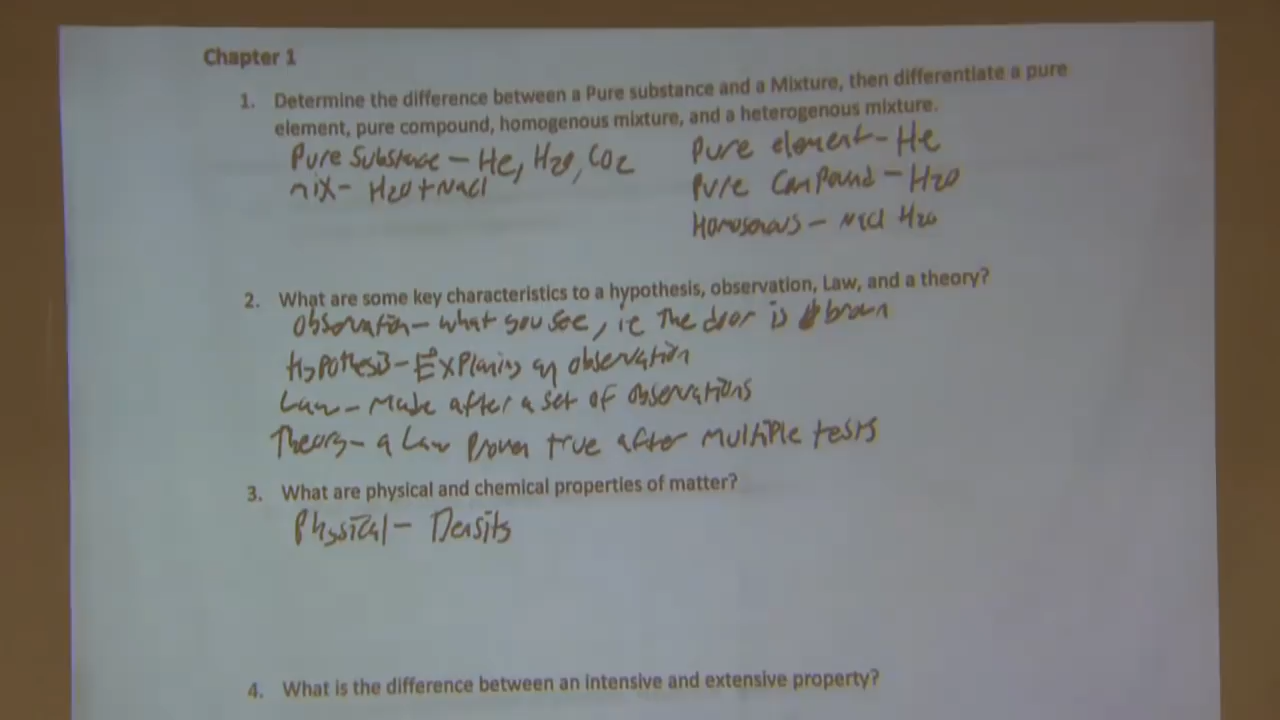 Chapter 1
1. Determine the difference between a Pure substance and a Mixture, then differentiate a pure
element, pure compound, homogenous mixture, and a heterogenous mixture.
Pure Substace - He, H2O, CO2
mix - H2O + NaCl
Pure element - He
Pure Compound - H2O
Homogenous - NaCl H2O
2. What are some key characteristics to a hypothesis, observation, Law, and a theory?
Observation - what you see, ie The door is brown
Hypothesis - Explaning an observation
Law - Made after a set of observations
Theory - a Law Proven true after multiple tests
3. What are physical and chemical properties of matter?
Physical - Density
4. What is the difference between an intensive and extensive property?